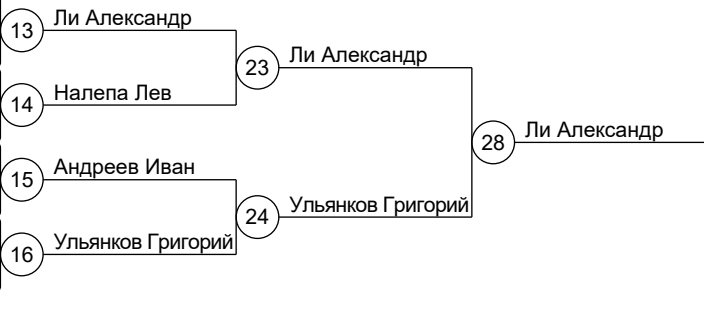 13 Ли Александр
23 Ли Александр
14 Налепа Лев
28 Ли Александр
15 Андреев Иван
24 Ульянков Григорий
16 Ульянков Григорий